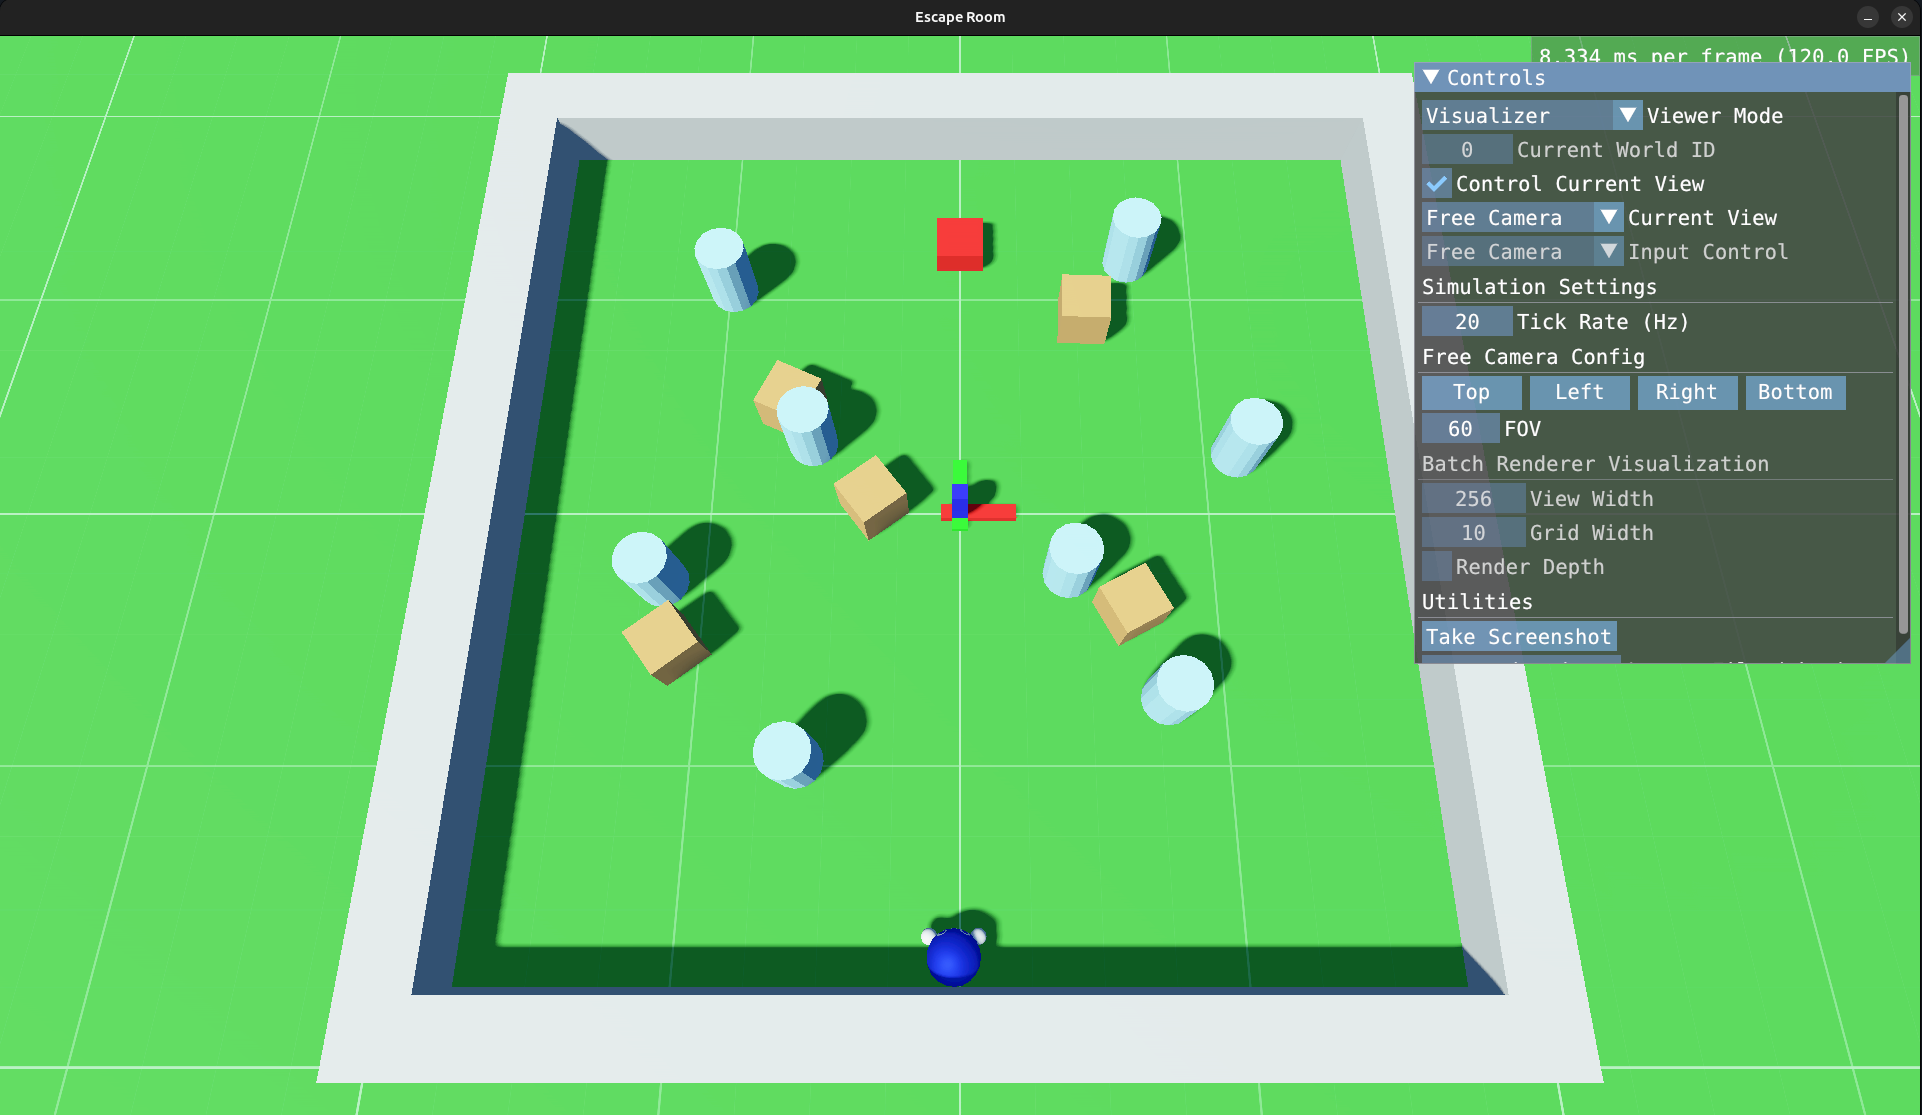 Escape Room
8.334 ms per frame (120.0 FPS)
Controls
Visualizer Viewer Mode
0 Current World ID
Control Current View
Free Camera Current View
Free Camera Input Control
Simulation Settings
20 Tick Rate (Hz)
Free Camera Config
Top Left Right Bottom
60 FOV
Batch Renderer Visualization
256 View Width
10 Grid Width
Render Depth
Utilities
Take Screenshot